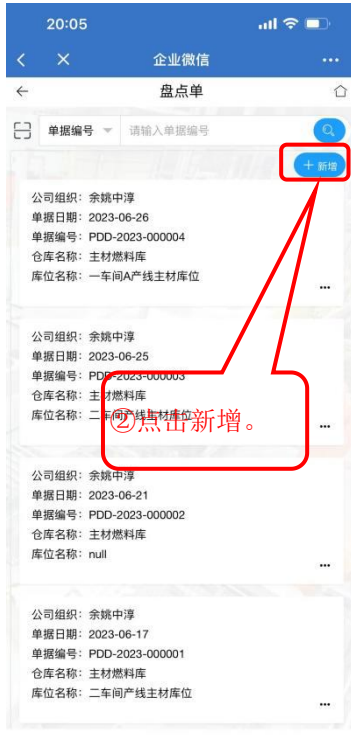 20:05
企业微信
盘点单
单据编号 请输入单据编号
+ 新增
公司组织：余姚中淳
单据日期：2023-06-26
单据编号：PDD-2023-000004
仓库名称：主材燃料库
库位名称：一车间A产线主材库位
公司组织：余姚中淳
单据日期：2023-06-25
单据编号：PDD-2023-000003
仓库名称：主材燃料库
库位名称：二车间产线主材库位
②点击新增。
公司组织：余姚中淳
单据日期：2023-06-21
单据编号：PDD-2023-000002
仓库名称：主材燃料库
库位名称：null
公司组织：余姚中淳
单据日期：2023-06-17
单据编号：PDD-2023-000001
仓库名称：主材燃料库
库位名称：二车间产线主材库位